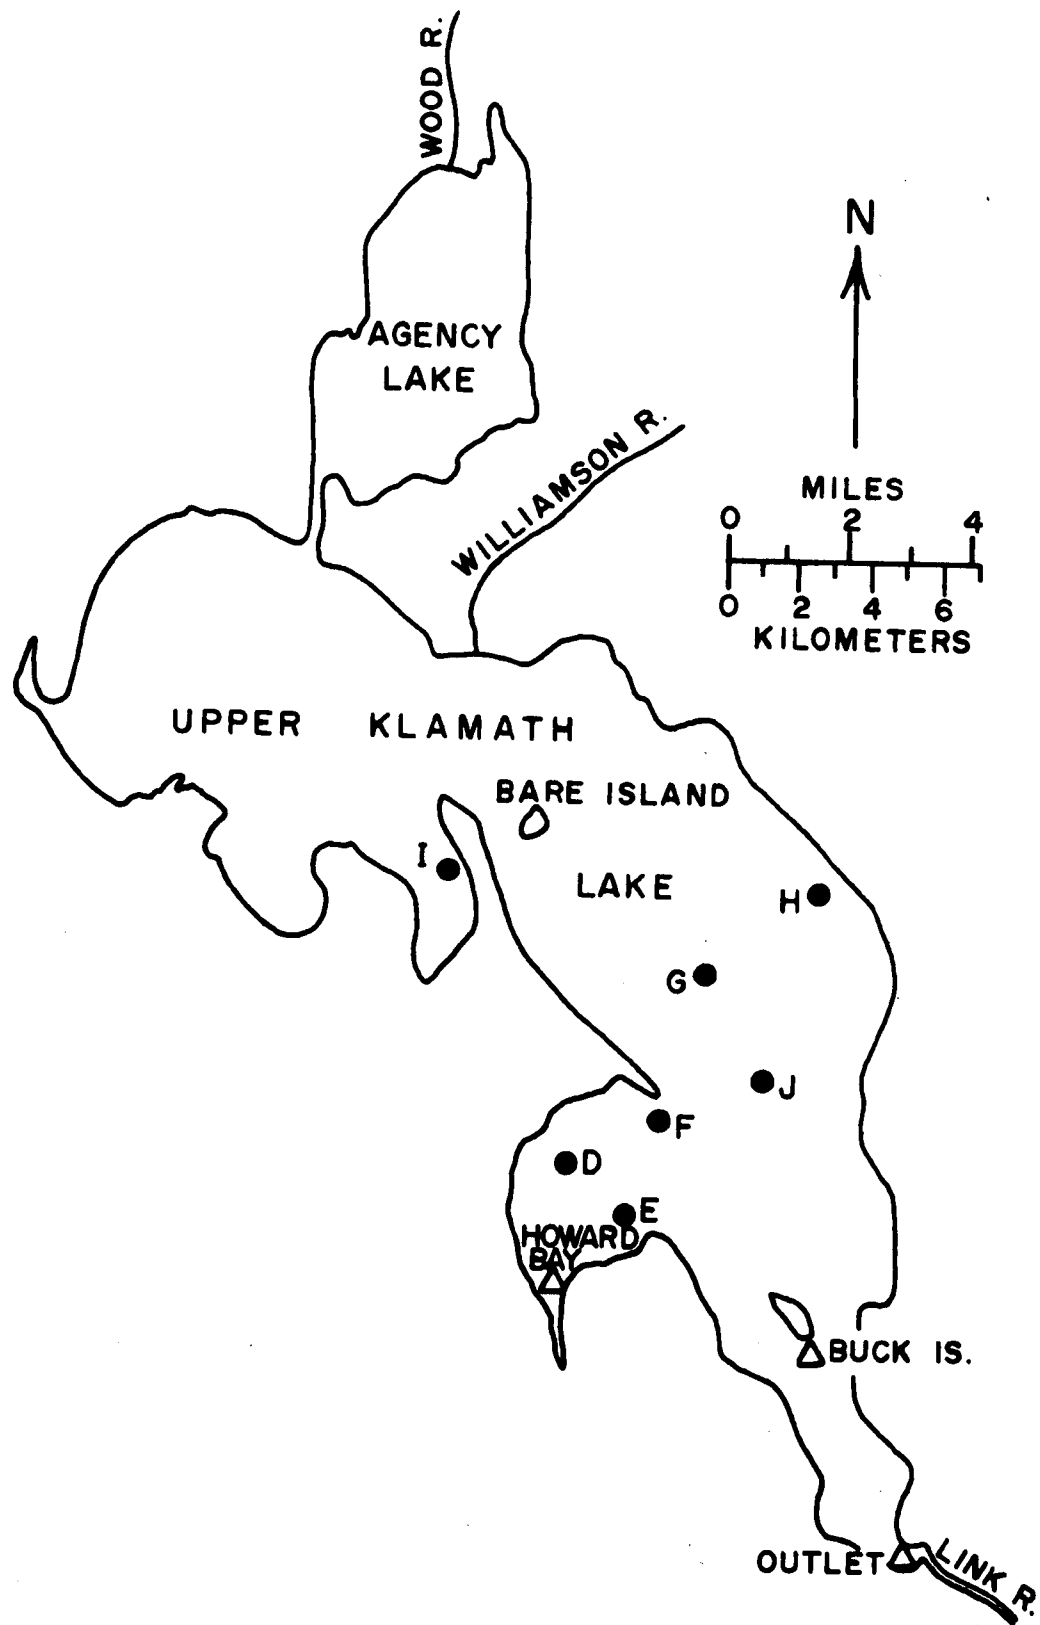 WOOD R.
N
AGENCY
LAKE
WILLIAMSON R.
MILES
0 2 4
0 2 4 6
KILOMETERS
UPPER KLAMATH
BARE ISLAND
I
LAKE
H
G
J
F
D
E
HOWARD
BAY
BUCK IS.
OUTLET
LINK R.